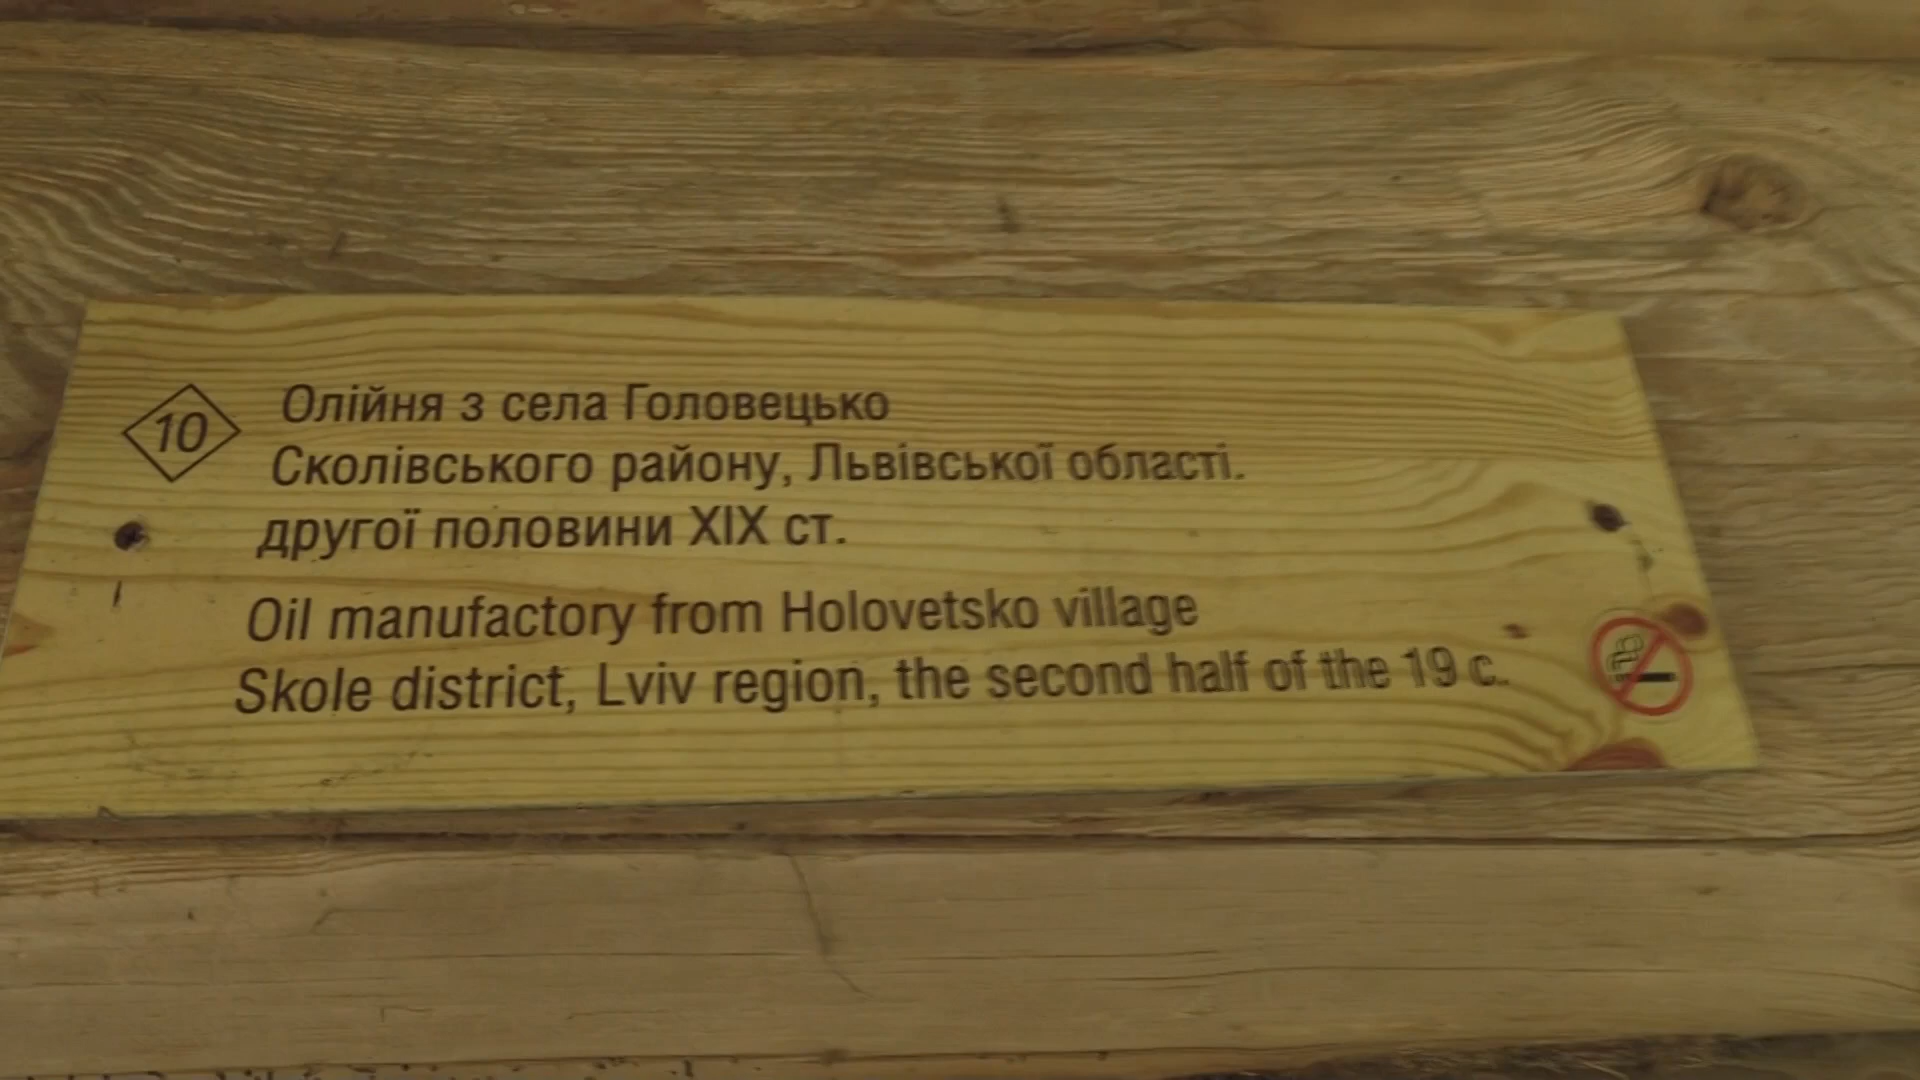 10
Олійня з села Головецько
Сколівського району, Львівської області.
другої половини XIX ст.
Oil manufactory from Holovetsko village
Skole district, Lviv region, the second half of the 19 c.